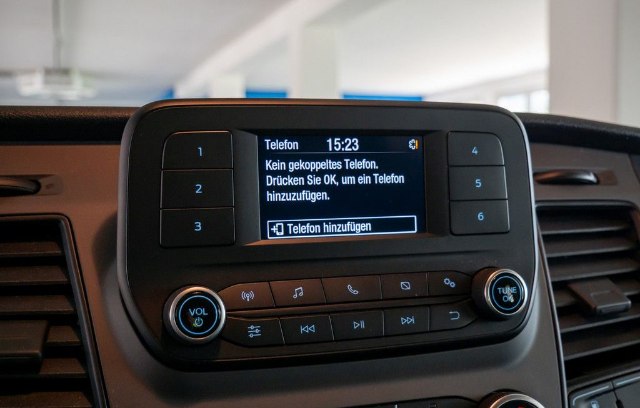 Telefon 15:23
Kein gekoppeltes Telefon.
Drücken Sie OK, um ein Telefon
hinzuzufügen.
Telefon hinzufügen
1
2
3
4
5
6
VOL
TUNE
OK